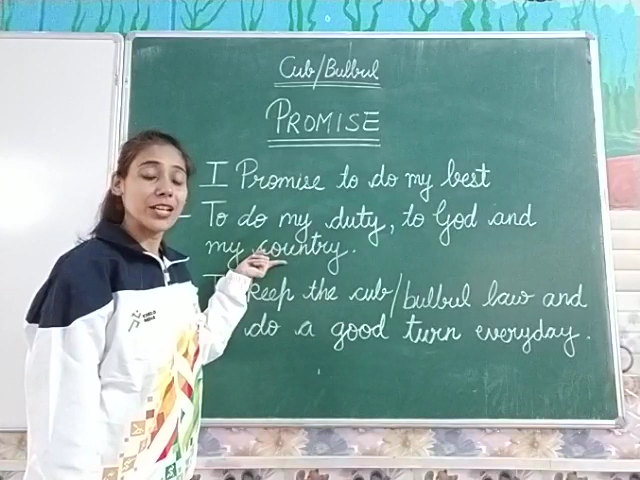 Cub/Bulbul
PROMISE
I Promise to do my best
- To do my duty, to God and
my country.
keep the cub/bulbul law and
do a good turn everyday.